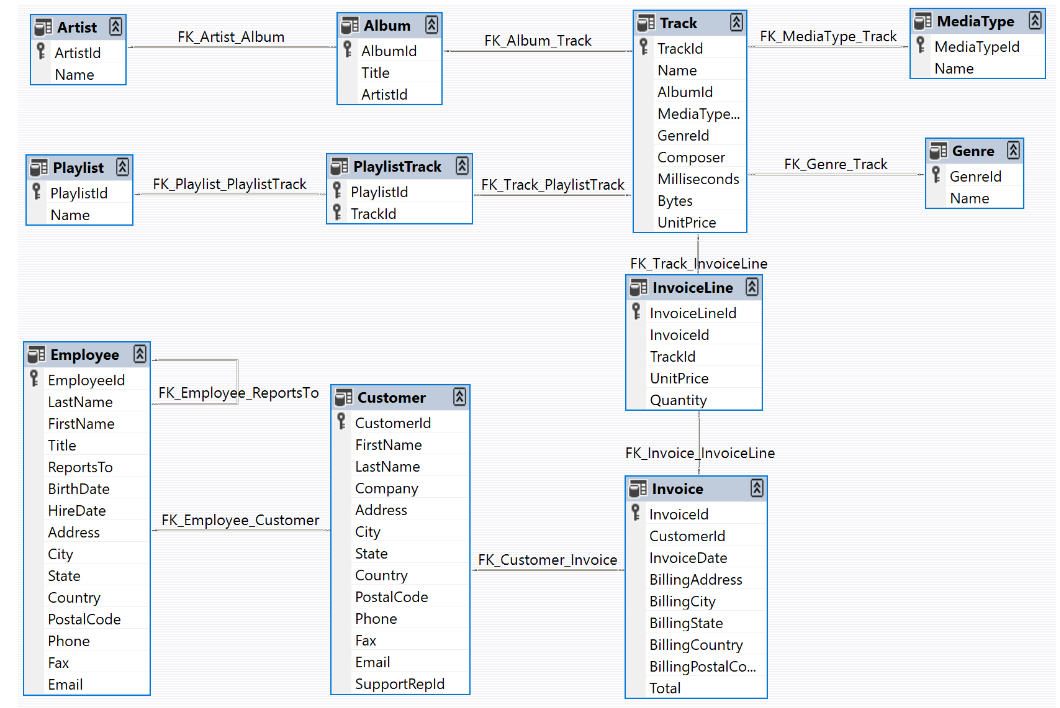 Artist
ArtistId
Name
FK_Artist_Album
Album
AlbumId
Title
ArtistId
FK_Album_Track
Track
TrackId
Name
AlbumId
MediaType...
GenreId
Composer
Milliseconds
Bytes
UnitPrice
FK_MediaType_Track
MediaType
MediaTypeId
Name
Playlist
PlaylistId
Name
FK_Playlist_PlaylistTrack
PlaylistTrack
PlaylistId
TrackId
FK_Track_PlaylistTrack
FK_Genre_Track
Genre
GenreId
Name
FK_Track_InvoiceLine
InvoiceLine
InvoiceLineId
InvoiceId
TrackId
UnitPrice
Quantity
Employee
EmployeeId
LastName
FirstName
Title
ReportsTo
BirthDate
HireDate
Address
City
State
Country
PostalCode
Phone
Fax
Email
FK_Employee_ReportsTo
FK_Employee_Customer
Customer
CustomerId
FirstName
LastName
Company
Address
City
State
Country
PostalCode
Phone
Fax
Email
SupportRepId
FK_Customer_Invoice
FK_Invoice_InvoiceLine
Invoice
InvoiceId
CustomerId
InvoiceDate
BillingAddress
BillingCity
BillingState
BillingCountry
BillingPostalCo...
Total